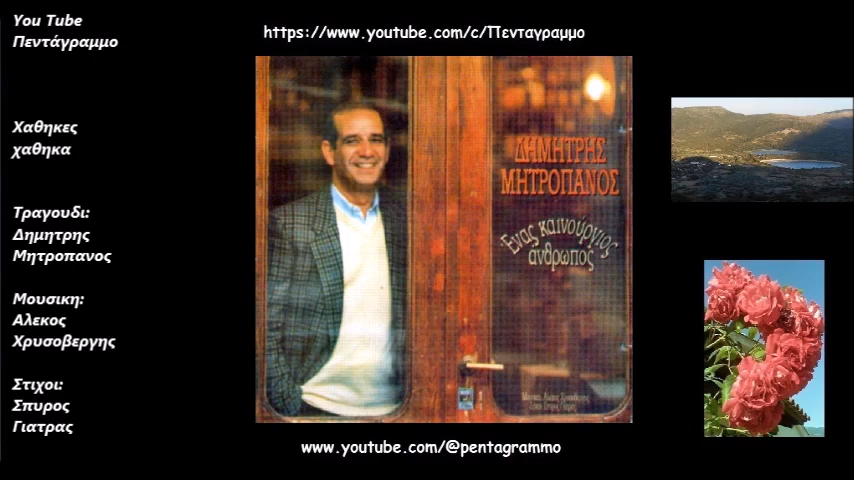 You Tube
Πεντάγραμμο
https://www.youtube.com/c/Πενταγραμμο
Χαθηκες
χαθηκα
Τραγουδι:
Δημητρης
Μητροπανος
Μουσικη:
Αλεκος
Χρυσοβεργης
Στιχοι:
Σπυρος
Γιατρας
ΔΗΜΗΤΡΗΣ
ΜΗΤΡΟΠΑΝΟΣ
Ένας καινούργιος
άνθρωπος
www.youtube.com/@pentagrammo